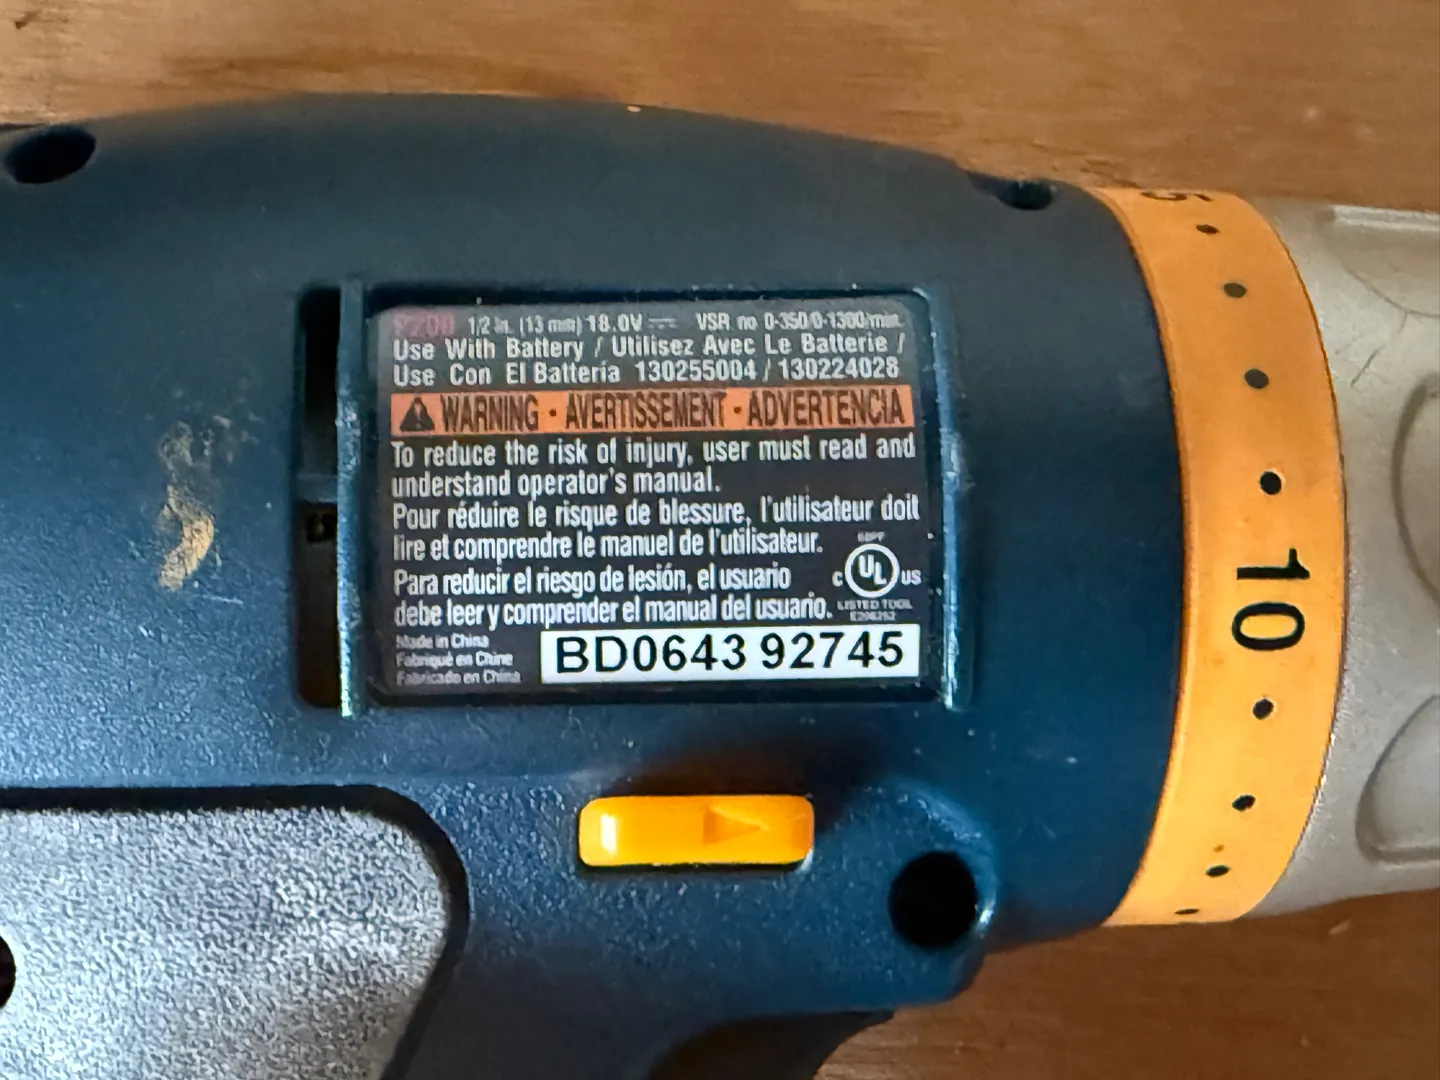 P200 1/2 in. (13 mm) 18.0V ⎓ VSR no 0-350/0-1300/min.
Use With Battery / Utilisez Avec Le Batterie /
Use Con El Batteria 130255004 / 130224028
WARNING · AVERTISSEMENT · ADVERTENCIA
To reduce the risk of injury, user must read and
understand operator's manual.
Pour réduire le risque de blessure, l'utilisateur doit
lire et comprendre le manuel de l'utilisateur.
Para reducir el riesgo de lesión, el usuario
debe leer y comprender el manual del usuario.
C UL US
LISTED TOOL
Made in China
Fabriqué en Chine
Fabricado en China
BD0643 92745
5
10